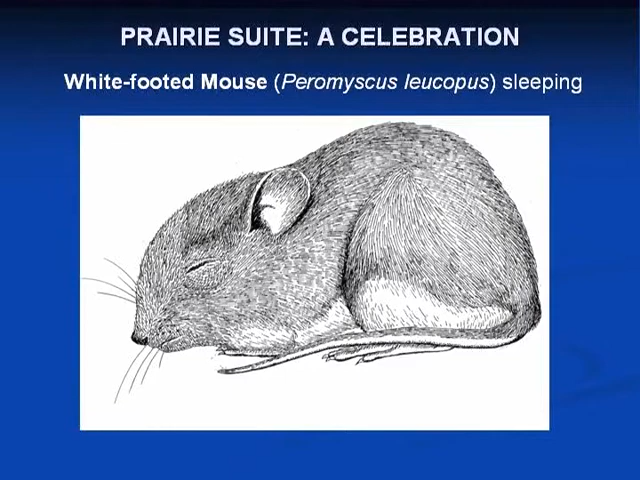 PRAIRIE SUITE: A CELEBRATION
White-footed Mouse (Peromyscus leucopus) sleeping